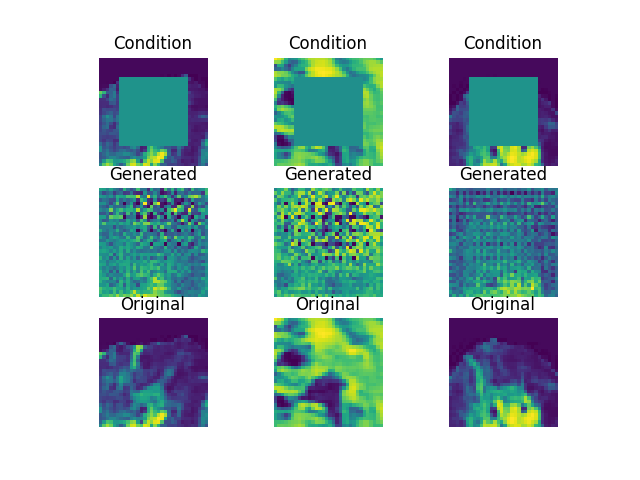 Condition Condition Condition
Generated Generated Generated
Original Original Original